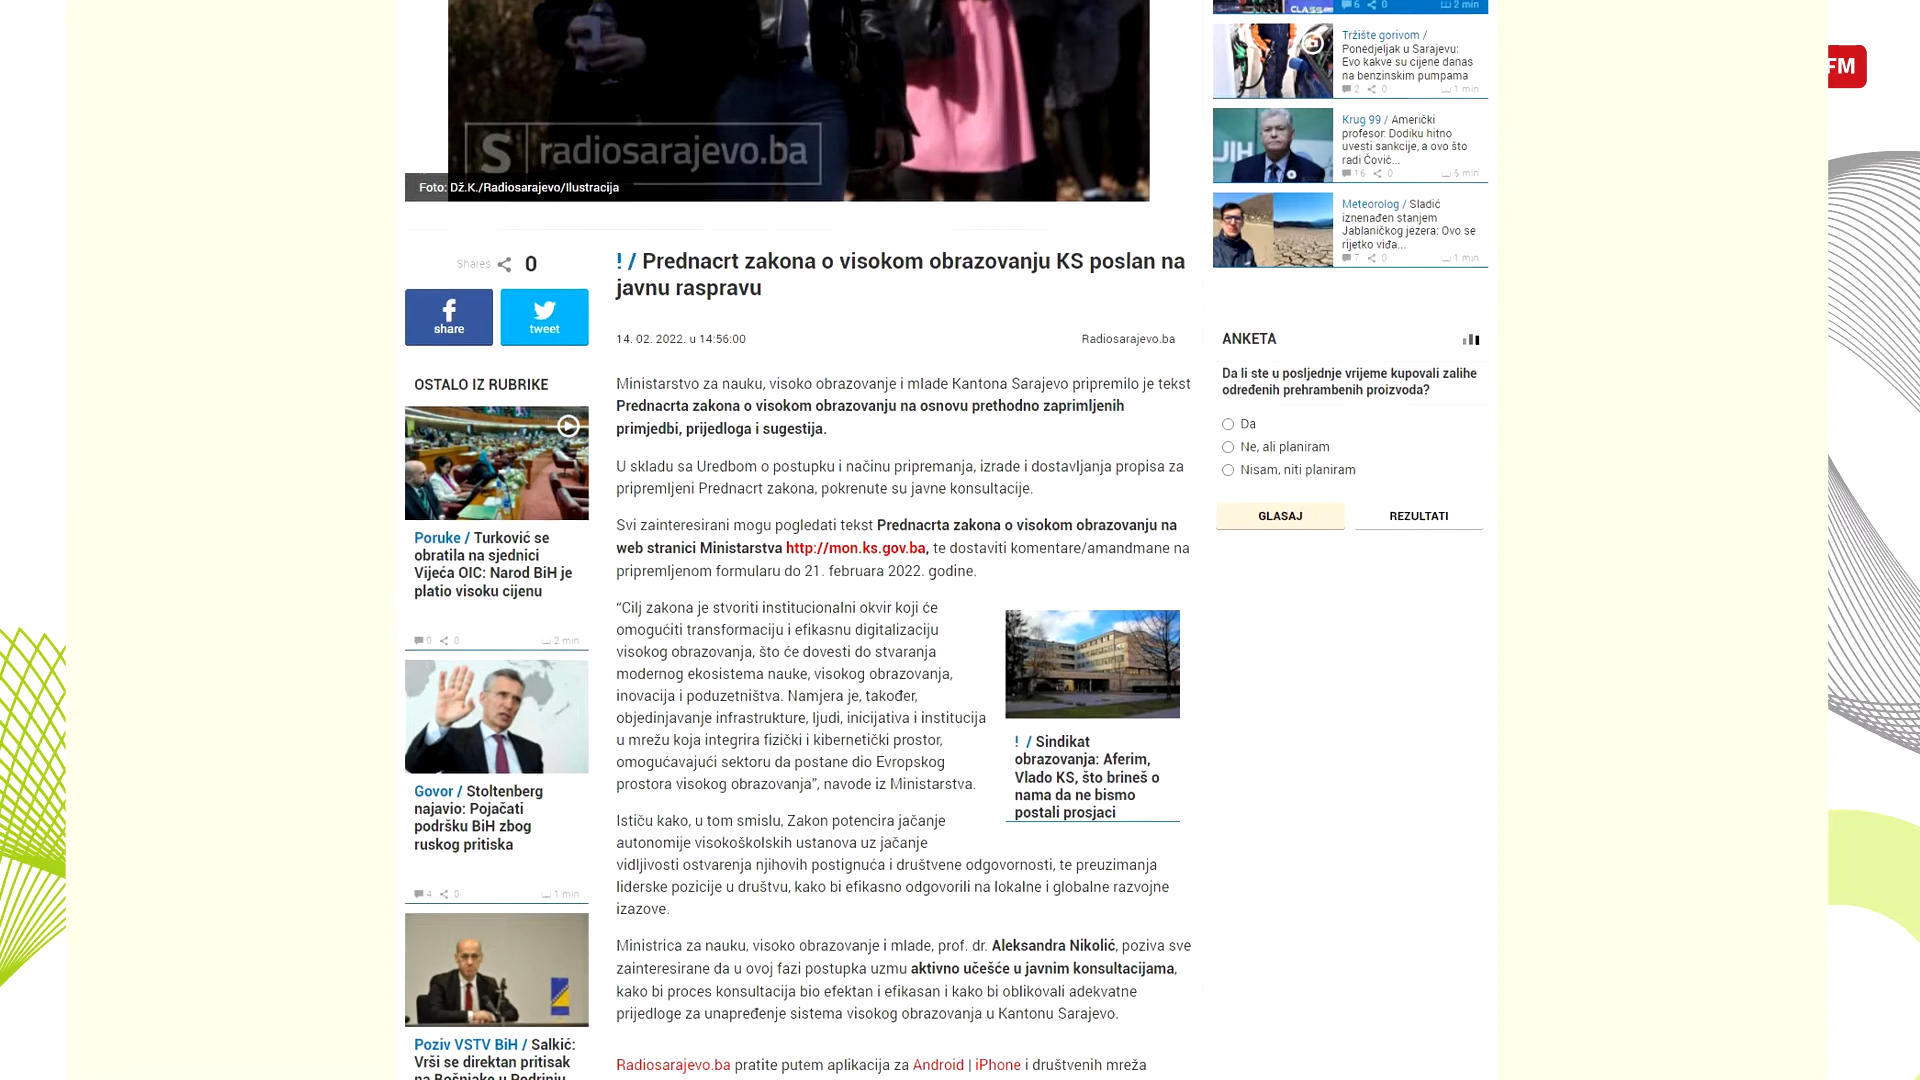 S radiosarajevo.ba
Foto: Dž.K./Radiosarajevo/Ilustracija
Shares 0
share
tweet
OSTALO IZ RUBRIKE
Poruke / Turković se
obratila na sjednici
Vijeća OIC: Narod BiH je
platio visoku cijenu
0 0 2 min
Govor / Stoltenberg
najavio: Pojačati
podršku BiH zbog
ruskog pritiska
4 0 1 min
Poziv VSTV BiH / Salkić:
Vrši se direktan pritisak
na Bošnjake u Podrinju
! / Prednacrt zakona o visokom obrazovanju KS poslan na
javnu raspravu
14. 02. 2022. u 14:56:00
Radiosarajevo.ba
Ministarstvo za nauku, visoko obrazovanje i mlade Kantona Sarajevo pripremilo je tekst
Prednacrta zakona o visokom obrazovanju na osnovu prethodno zaprimljenih
primjedbi, prijedloga i sugestija.
U skladu sa Uredbom o postupku i načinu pripremanja, izrade i dostavljanja propisa za
pripremljeni Prednacrt zakona, pokrenute su javne konsultacije.
Svi zainteresirani mogu pogledati tekst Prednacrta zakona o visokom obrazovanju na
web stranici Ministarstva http://mon.ks.gov.ba, te dostaviti komentare/amandmane na
pripremljenom formularu do 21. februara 2022. godine.
“Cilj zakona je stvoriti institucionalni okvir koji će
omogućiti transformaciju i efikasnu digitalizaciju
visokog obrazovanja, što će dovesti do stvaranja
modernog ekosistema nauke, visokog obrazovanja,
inovacija i poduzetništva. Namjera je, također,
objedinjavanje infrastrukture, ljudi, inicijativa i institucija
u mrežu koja integrira fizički i kibernetički prostor,
omogućavajući sektoru da postane dio Evropskog
prostora visokog obrazovanja”, navode iz Ministarstva.
! / Sindikat
obrazovanja: Aferim,
Vlado KS, što brineš o
nama da ne bismo
postali prosjaci
Ističu kako, u tom smislu, Zakon potencira jačanje
autonomije visokoškolskih ustanova uz jačanje
vidljivosti ostvarenja njihovih postignuća i društvene odgovornosti, te preuzimanja
liderske pozicije u društvu, kako bi efikasno odgovorili na lokalne i globalne razvojne
izazove.
Ministrica za nauku, visoko obrazovanje i mlade, prof. dr. Aleksandra Nikolić, poziva sve
zainteresirane da u ovoj fazi postupka uzmu aktivno učešće u javnim konsultacijama,
kako bi proces konsultacija bio efektan i efikasan i kako bi oblikovali adekvatne
prijedloge za unapređenje sistema visokog obrazovanja u Kantonu Sarajevo.
Radiosarajevo.ba pratite putem aplikacija za Android | iPhone i društvenih mreža
CLASS
6 0 2 min
Tržište gorivom /
Ponedjeljak u Sarajevu:
Evo kakve su cijene danas
na benzinskim pumpama
2 0 1 min
JIH
Krug 99 / Američki
profesor: Dodiku hitno
uvesti sankcije, a ovo što
radi Čović...
16 0 5 min
Meteorolog / Sladić
iznenađen stanjem
Jablaničkog jezera: Ovo se
rijetko viđa...
7 0 1 min
ANKETA
Da li ste u posljednje vrijeme kupovali zalihe
određenih prehrambenih proizvoda?
Da
Ne, ali planiram
Nisam, niti planiram
GLASAJ
REZULTATI
FM